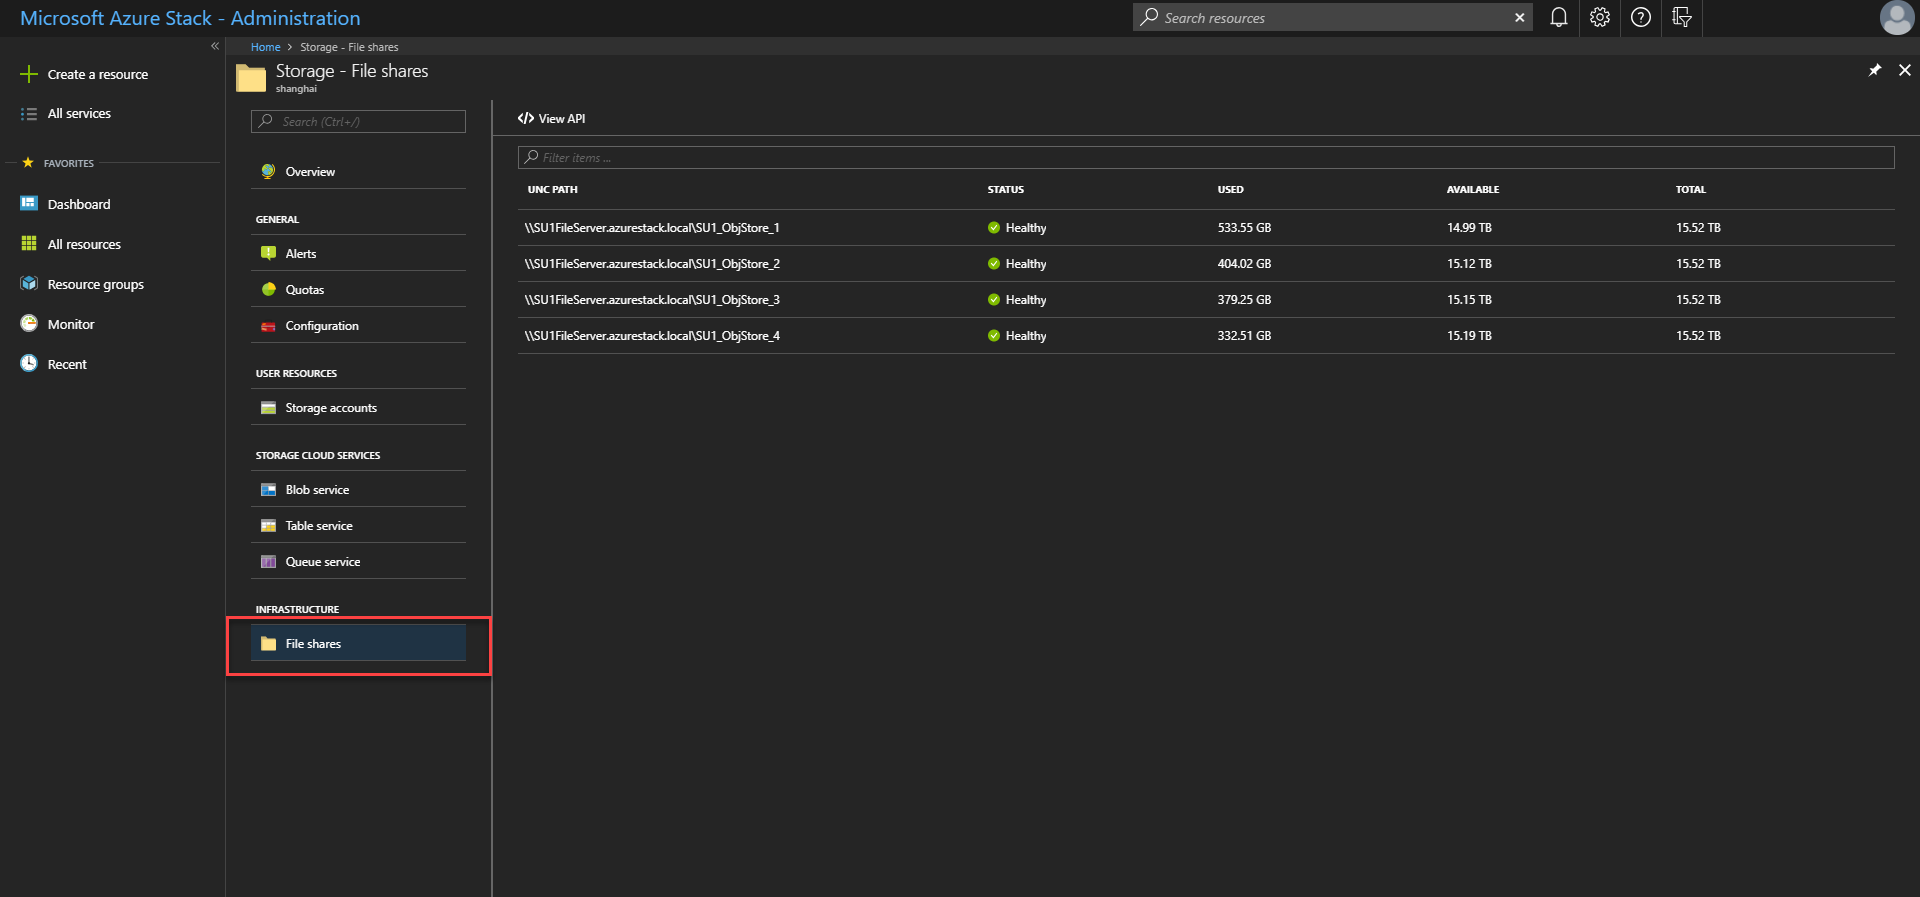 Microsoft Azure Stack - Administration
Search resources
Home > Storage - File shares
Storage - File shares
shanghai
Create a resource
All services
FAVORITES
Dashboard
All resources
Resource groups
Monitor
Recent
Search (Ctrl+/)
Overview
GENERAL
Alerts
Quotas
Configuration
USER RESOURCES
Storage accounts
STORAGE CLOUD SERVICES
Blob service
Table service
Queue service
INFRASTRUCTURE
File shares
</> View API
Filter items ...
UNC PATH STATUS USED AVAILABLE TOTAL
\\SU1FileServer.azurestack.local\SU1_ObjStore_1 Healthy 533.55 GB 14.99 TB 15.52 TB
\\SU1FileServer.azurestack.local\SU1_ObjStore_2 Healthy 404.02 GB 15.12 TB 15.52 TB
\\SU1FileServer.azurestack.local\SU1_ObjStore_3 Healthy 379.25 GB 15.15 TB 15.52 TB
\\SU1FileServer.azurestack.local\SU1_ObjStore_4 Healthy 332.51 GB 15.19 TB 15.52 TB